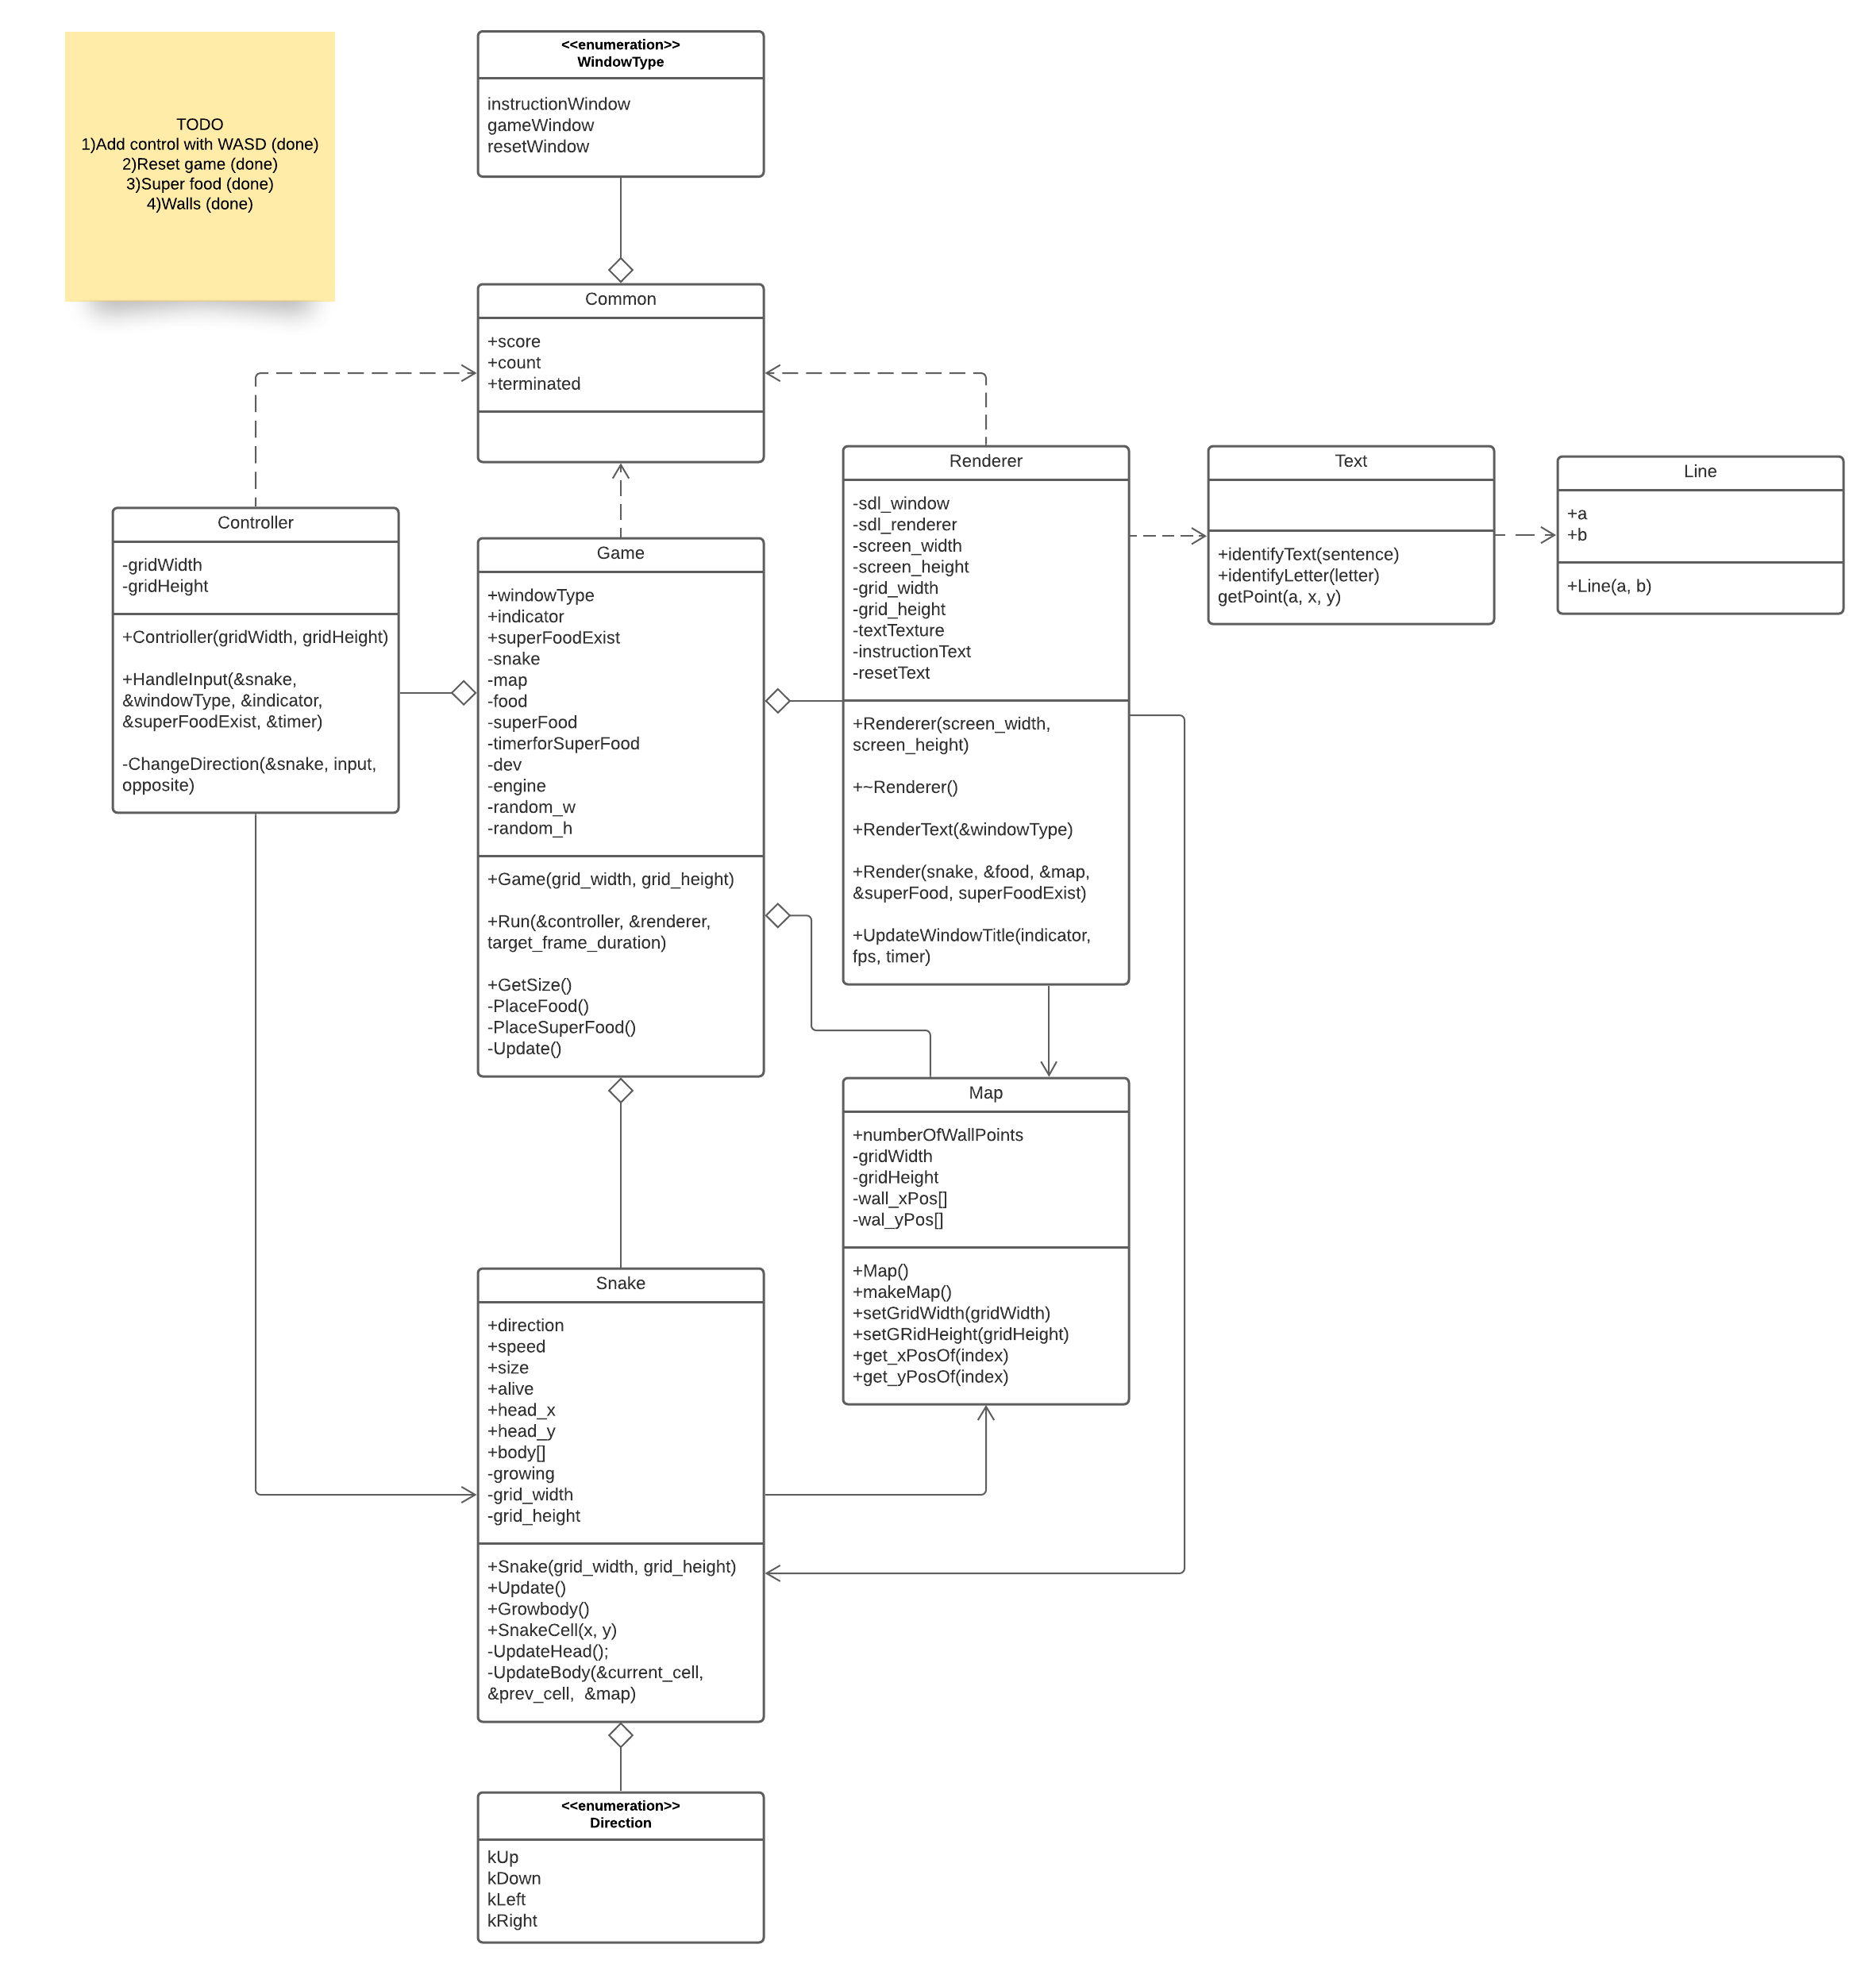 TODO
1)Add control with WASD (done)
2)Reset game (done)
3)Super food (done)
4)Walls (done)
<<enumeration>>
WindowType
instructionWindow
gameWindow
resetWindow
Common
+score
+count
+terminated
Controller
-gridWidth
-gridHeight
+Contrioller(gridWidth, gridHeight)
+HandleInput(&snake,
&windowType, &indicator,
&superFoodExist, &timer)
-ChangeDirection(&snake, input,
opposite)
Game
+windowType
+indicator
+superFoodExist
-snake
-map
-food
-superFood
-timerforSuperFood
-dev
-engine
-random_w
-random_h
+Game(grid_width, grid_height)
+Run(&controller, &renderer,
target_frame_duration)
+GetSize()
-PlaceFood()
-PlaceSuperFood()
-Update()
Renderer
-sdl_window
-sdl_renderer
-screen_width
-screen_height
-grid_width
-grid_height
-textTexture
-instructionText
-resetText
+Renderer(screen_width,
screen_height)
+~Renderer()
+RenderText(&windowType)
+Render(snake, &food, &map,
&superFood, superFoodExist)
+UpdateWindowTitle(indicator,
fps, timer)
Text
+identifyText(sentence)
+identifyLetter(letter)
getPoint(a, x, y)
Line
+a
+b
+Line(a, b)
Map
+numberOfWallPoints
-gridWidth
-gridHeight
-wall_xPos[]
-wal_yPos[]
+Map()
+makeMap()
+setGridWidth(gridWidth)
+setGRidHeight(gridHeight)
+get_xPosOf(index)
+get_yPosOf(index)
Snake
+direction
+speed
+size
+alive
+head_x
+head_y
+body[]
-growing
-grid_width
-grid_height
+Snake(grid_width, grid_height)
+Update()
+Growbody()
+SnakeCell(x, y)
-UpdateHead();
-UpdateBody(&current_cell,
&prev_cell,  &map)
<<enumeration>>
Direction
kUp
kDown
kLeft
kRight